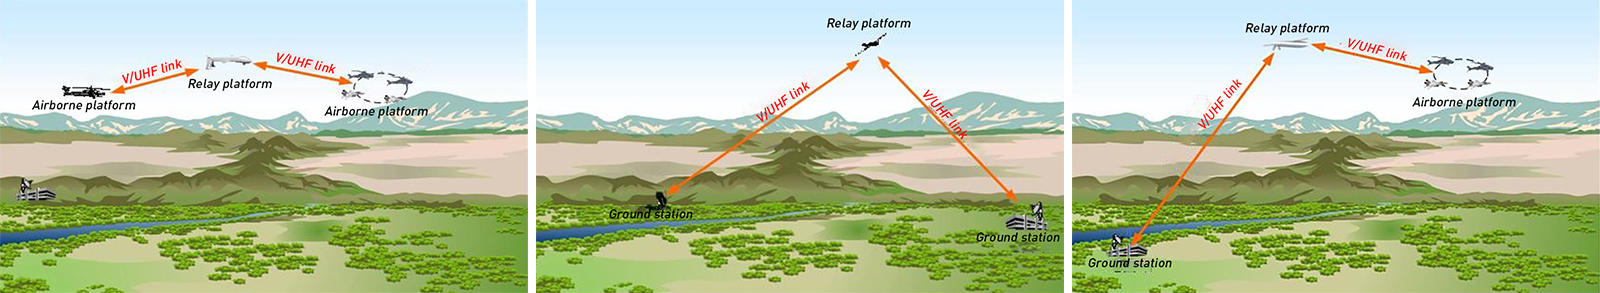 V/UHF link
V/UHF link
Relay platform
Airborne platform
Airborne platform
Relay platform
V/UHF link
V/UHF link
Ground station
Ground station
Relay platform
V/UHF link
V/UHF link
Airborne platform
Ground station